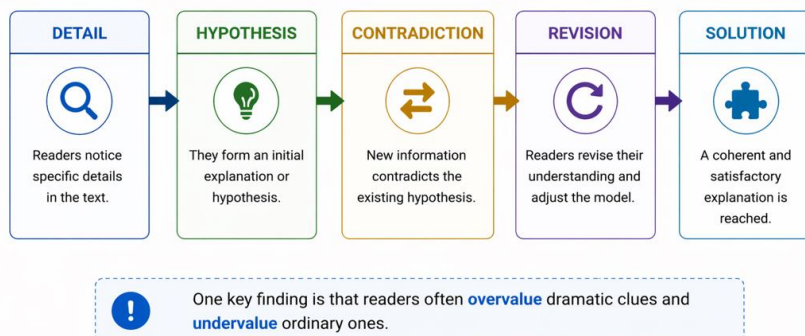 DETAIL
Readers notice
specific details
in the text.
HYPOTHESIS
They form an initial
explanation or
hypothesis.
CONTRADICTION
New information
contradicts the
existing hypothesis.
REVISION
Readers revise their
understanding and
adjust the model.
SOLUTION
A coherent and
satisfactory
explanation is
reached.
One key finding is that readers often overvalue dramatic clues and
undervalue ordinary ones.